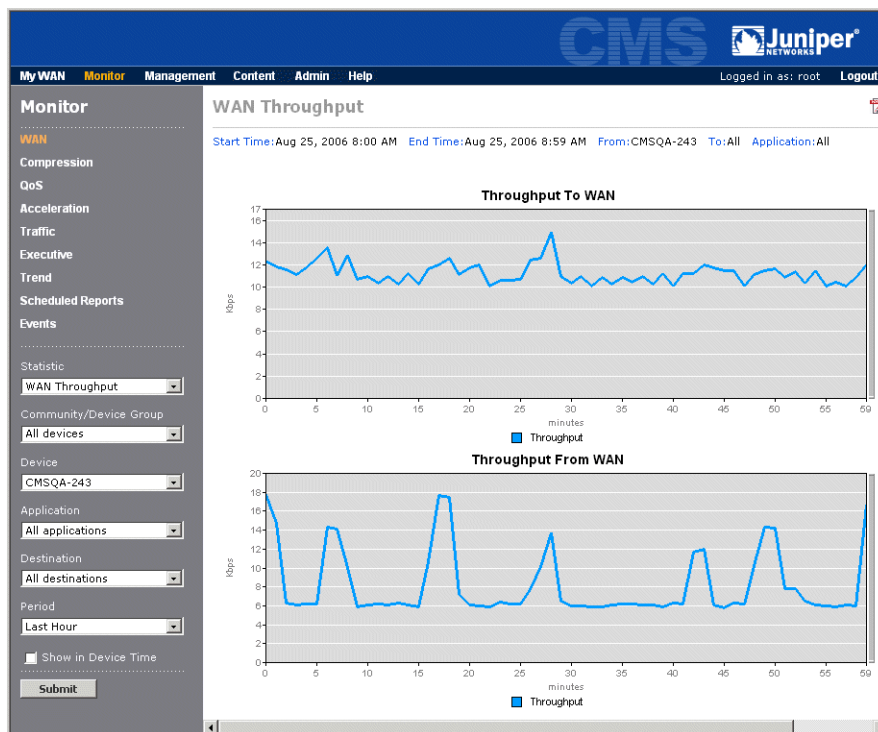 CMS
Juniper®
NETWORKS
My WAN Monitor Management Content Admin Help Logged in as: root Logout
Monitor
WAN
Compression
QoS
Acceleration
Traffic
Executive
Trend
Scheduled Reports
Events
Statistic
WAN Throughput
Community/Device Group
All devices
Device
CMSQA-243
Application
All applications
Destination
All destinations
Period
Last Hour
Show in Device Time
Submit
WAN Throughput
Start Time:Aug 25, 2006 8:00 AM End Time:Aug 25, 2006 8:59 AM From:CMSQA-243 To:All Application:All
Throughput To WAN
17
16
14
12
10
8
6
4
2
0
Kbps
0 5 10 15 20 25 30 35 40 45 50 55 59
minutes
Throughput
Throughput From WAN
20
18
16
14
12
10
8
6
4
2
0
Kbps
0 5 10 15 20 25 30 35 40 45 50 55 59
minutes
Throughput